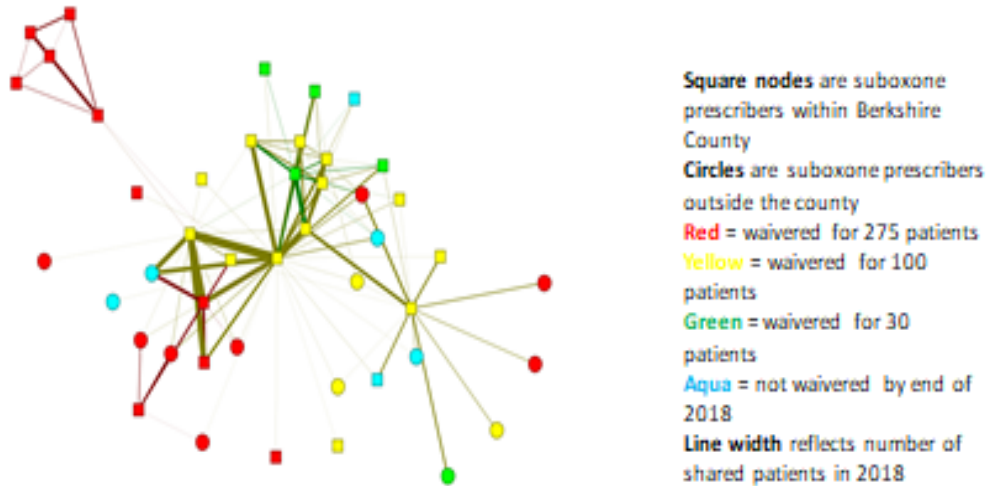 Square nodes are suboxone
prescribers within Berkshire
County
Circles are suboxone prescribers
outside the county
Red = waivered for 275 patients
Yellow = waivered for 100
patients
Green = waivered for 30
patients
Aqua = not waivered by end of
2018
Line width reflects number of
shared patients in 2018